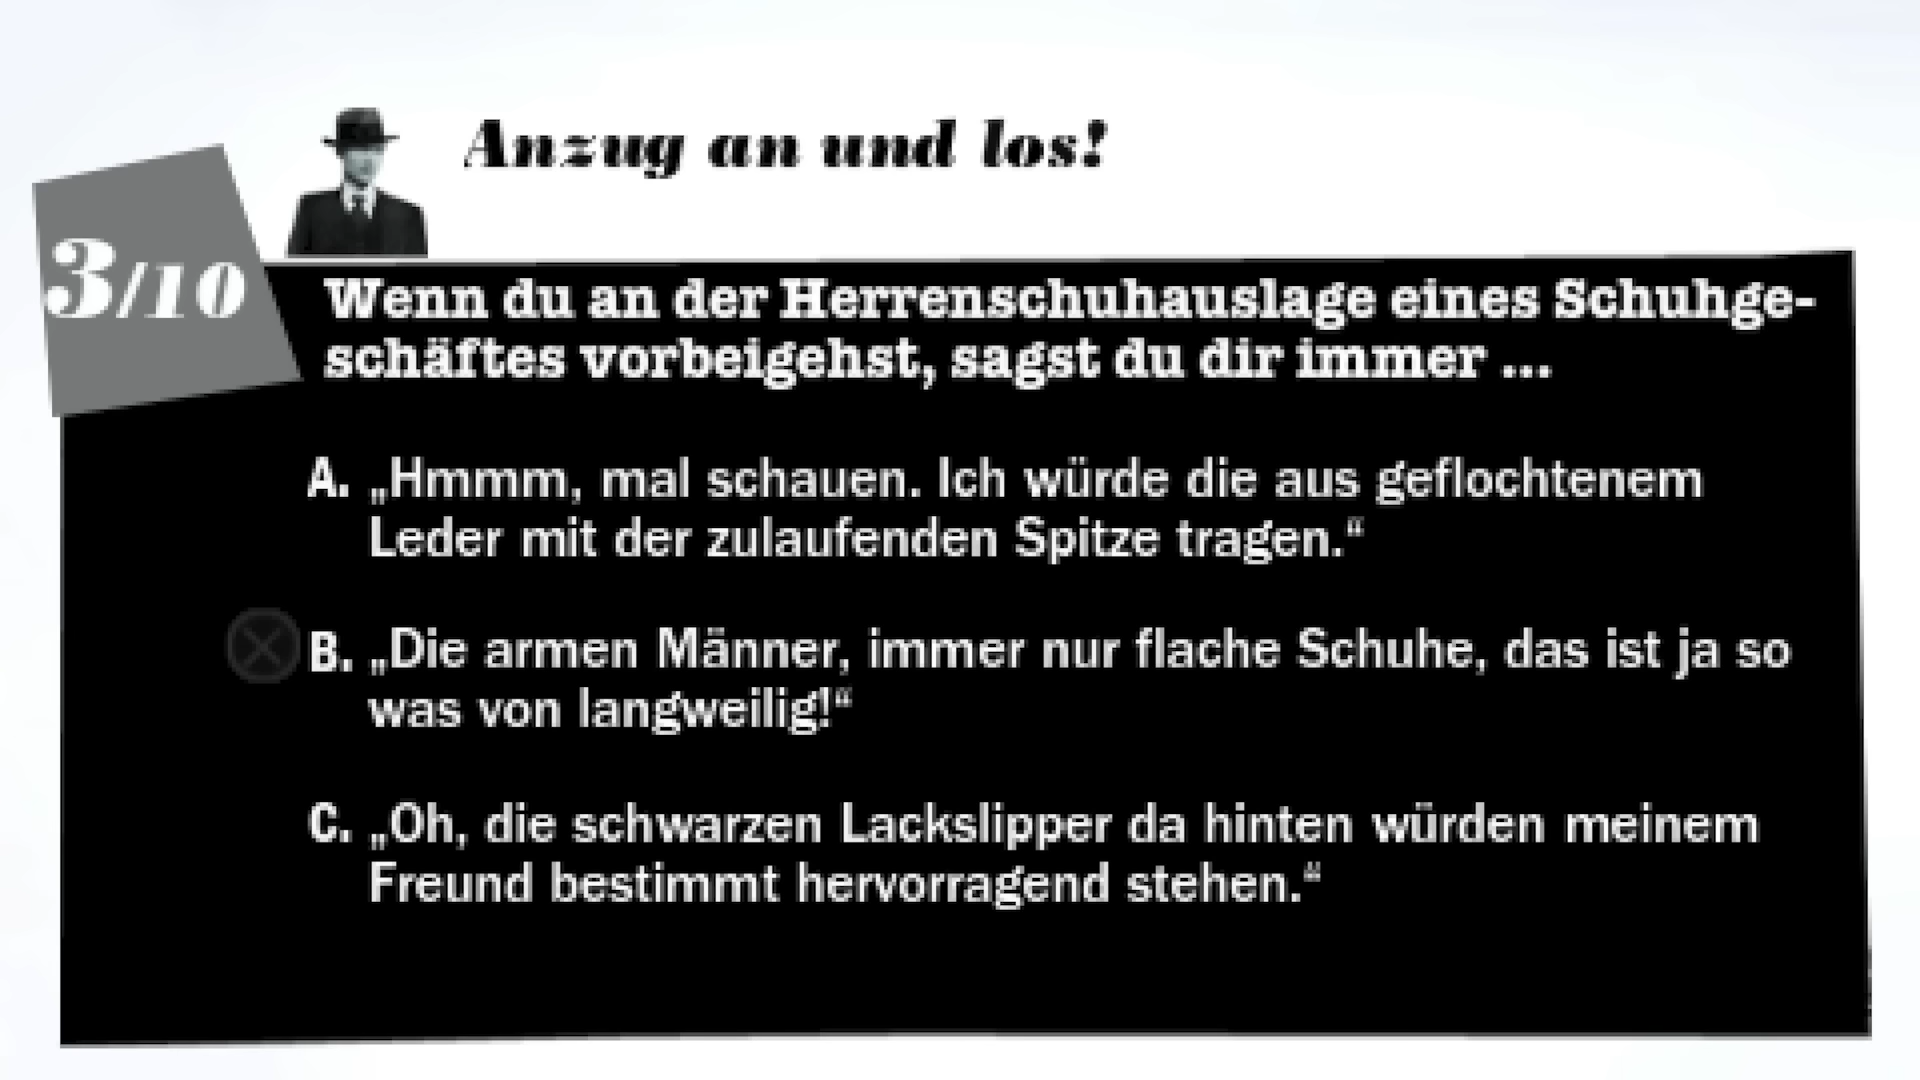 Anzug an und los!
3/10
Wenn du an der Herrenschuhauslage eines Schuhge-
schäftes vorbeigehst, sagst du dir immer ...
A. „Hmmm, mal schauen. Ich würde die aus geflochtenem
Leder mit der zulaufenden Spitze tragen.“
B. „Die armen Männer, immer nur flache Schuhe, das ist ja so
was von langweilig!“
C. „Oh, die schwarzen Lackslipper da hinten würden meinem
Freund bestimmt hervorragend stehen.“